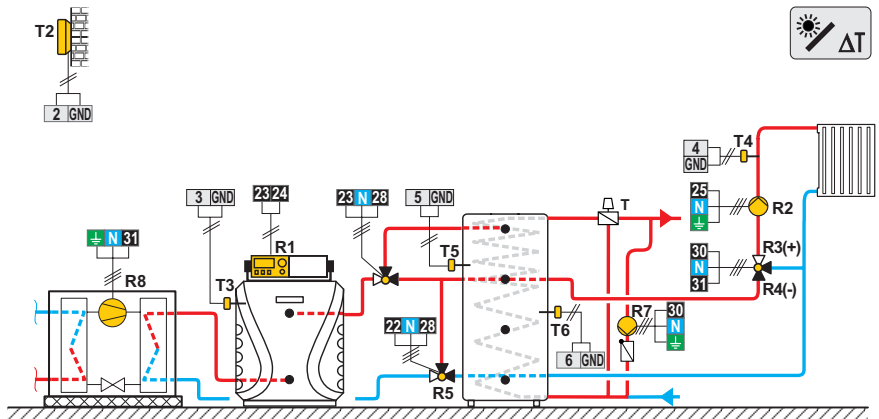 T2
2 GND
ΔT
4
GND
T4
3 GND
23 24
23 N 28
5 GND
25
N
R2
T
N 31
R8
R1
T5
R3(+)
30
N
31
R4(-)
T3
T6
R7
30
N
22 N 28
6 GND
R5